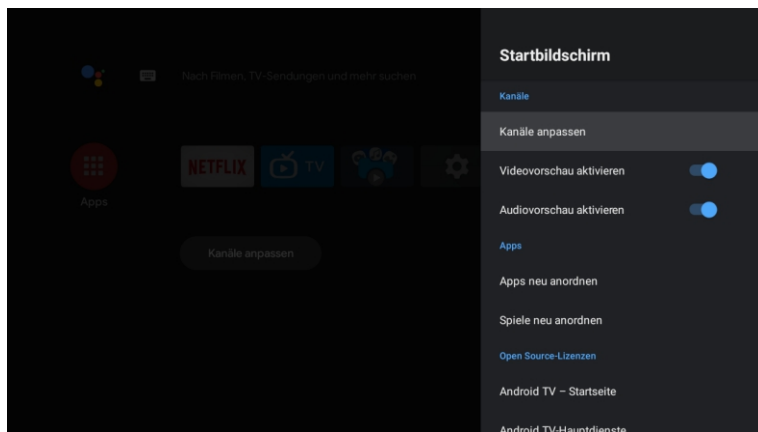 Startbildschirm
Nach Filmen, TV-Sendungen und mehr suchen
Kanäle
Kanäle anpassen
NETFLIX
TV
Videovorschau aktivieren
Apps
Audiovorschau aktivieren
Apps
Kanäle anpassen
Apps neu anordnen
Spiele neu anordnen
Open Source-Lizenzen
Android TV – Startseite
Android TV-Hauptdienste